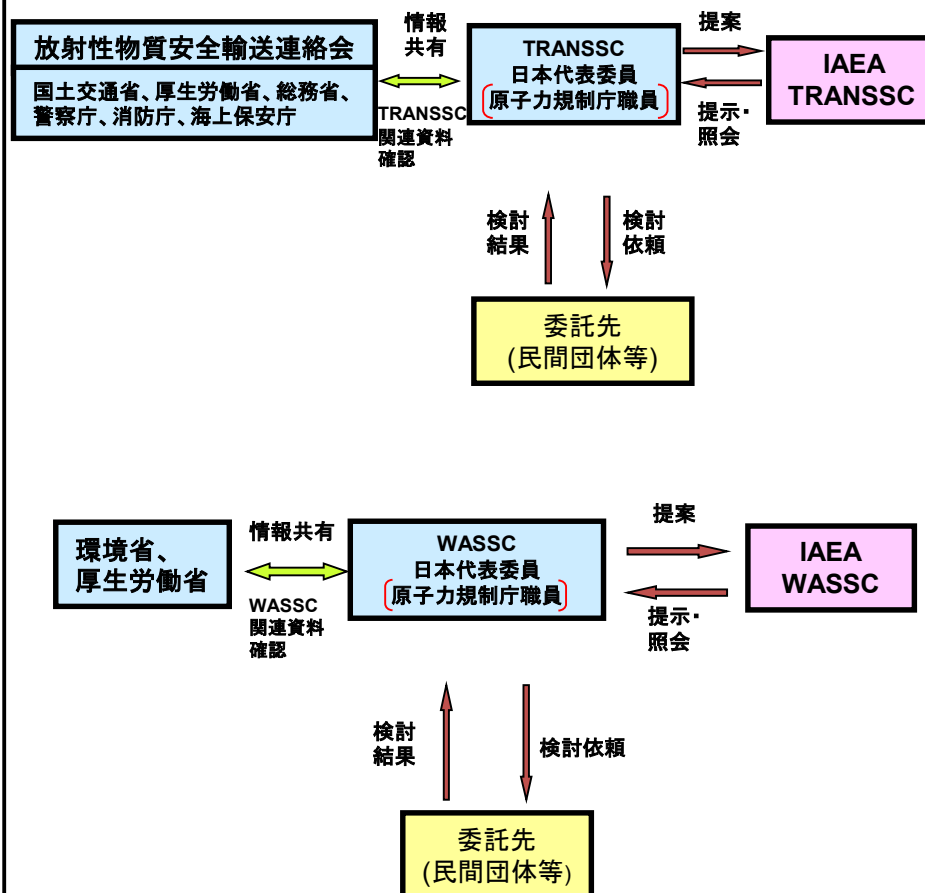 放射性物質安全輸送連絡会
国土交通省、厚生労働省、総務省、
警察庁、消防庁、海上保安庁
情報
共有
TRANSSC
関連資料
確認
TRANSSC
日本代表委員
原子力規制庁職員
提案
提示・
照会
IAEA
TRANSSC
検討
結果
検討
依頼
委託先
(民間団体等)
環境省、
厚生労働省
情報共有
WASSC
関連資料
確認
WASSC
日本代表委員
原子力規制庁職員
提案
提示・
照会
IAEA
WASSC
検討
結果
検討依頼
委託先
(民間団体等)